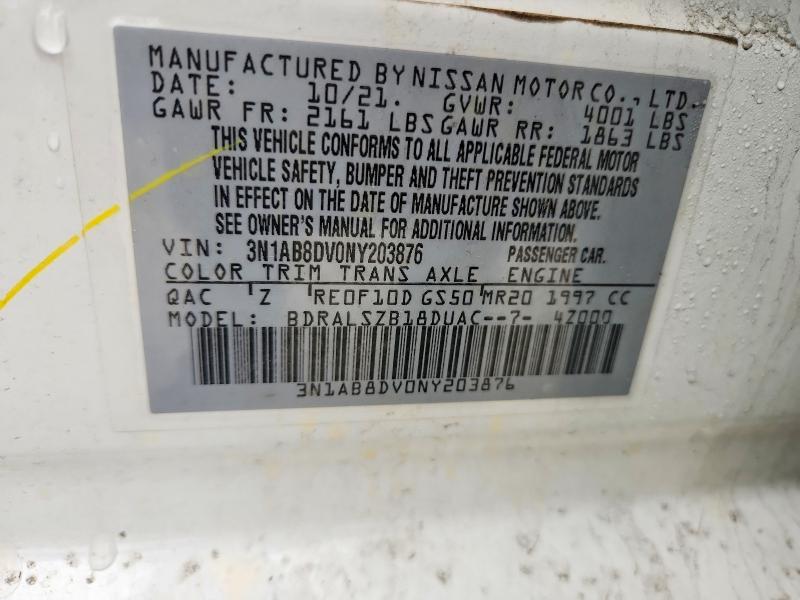 MANUFACTURED BY NISSAN MOTOR CO., LTD.
DATE: 10/21. GVWR: 4001 LBS
GAWR FR: 2161 LBS GAWR RR: 1863 LBS
THIS VEHICLE CONFORMS TO ALL APPLICABLE FEDERAL MOTOR
VEHICLE SAFETY, BUMPER AND THEFT PREVENTION STANDARDS
IN EFFECT ON THE DATE OF MANUFACTURE SHOWN ABOVE.
SEE OWNER'S MANUAL FOR ADDITIONAL INFORMATION.
VIN: 3N1AB8DV0NY203876 PASSENGER CAR.
COLOR TRIM TRANS AXLE ENGINE
QAC Z RE0F10D GS50 MR20 1997 CC
MODEL: BDRALSZB18DUAC--7- 4Z000
3N1AB8DV0NY203876